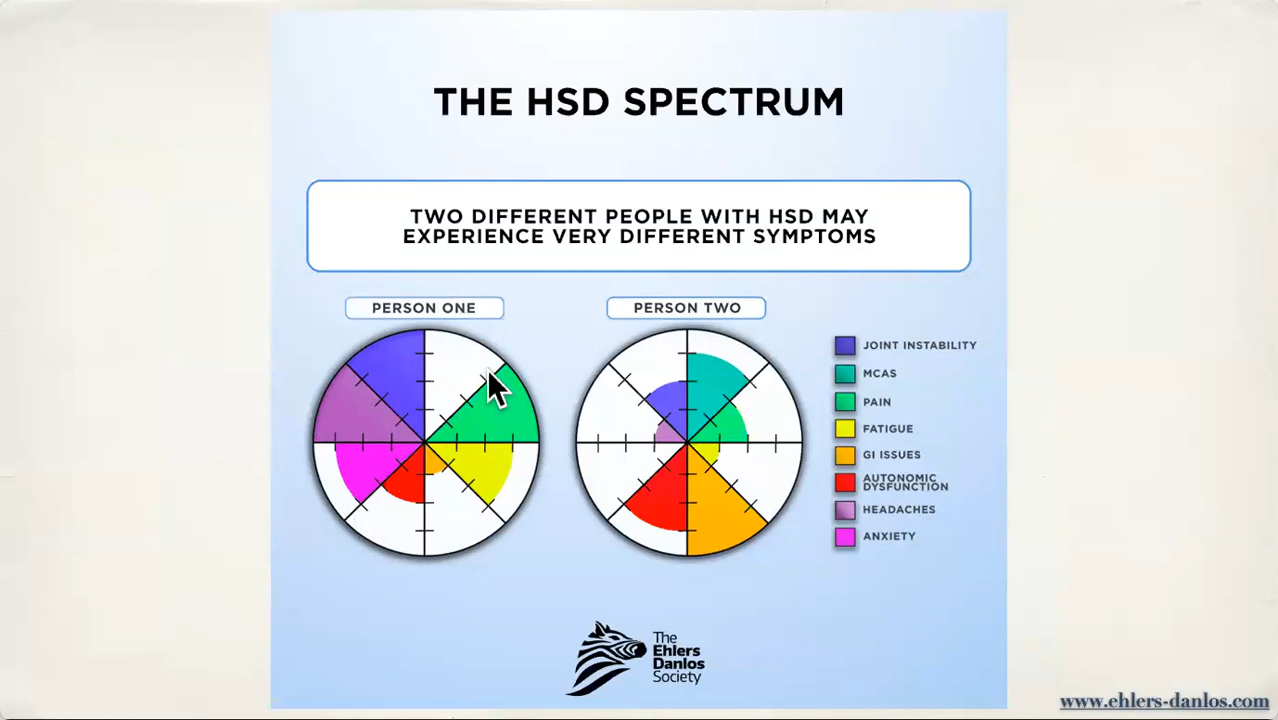 THE HSD SPECTRUM
TWO DIFFERENT PEOPLE WITH HSD MAY
EXPERIENCE VERY DIFFERENT SYMPTOMS
PERSON ONE
PERSON TWO
JOINT INSTABILITY
MCAS
PAIN
FATIGUE
GI ISSUES
AUTONOMIC
DYSFUNCTION
HEADACHES
ANXIETY
The
Ehlers
Danlos
Society
www.ehlers-danlos.com